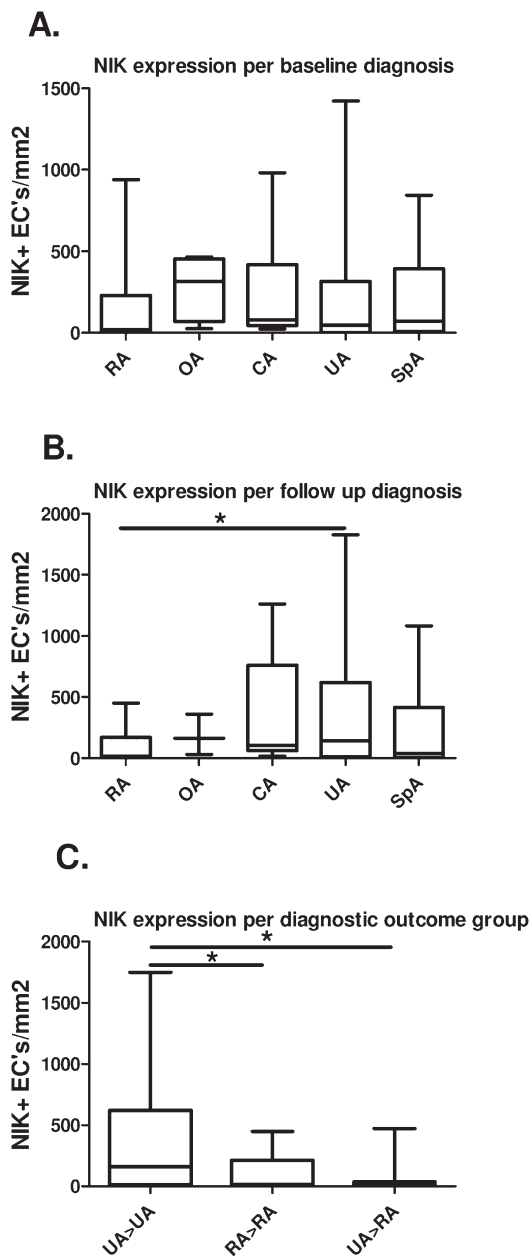 A.
NIK expression per baseline diagnosis
NIK+ EC's/mm2
1500
1000
500
0
RA OA CA UA SpA
B.
NIK expression per follow up diagnosis
NIK+ EC's/mm2
2000
*
1500
1000
500
0
RA OA CA UA SpA
C.
NIK expression per diagnostic outcome group
NIK+ EC's/mm2
2000
*
*
1500
1000
500
0
UA>UA RA>RA UA>RA